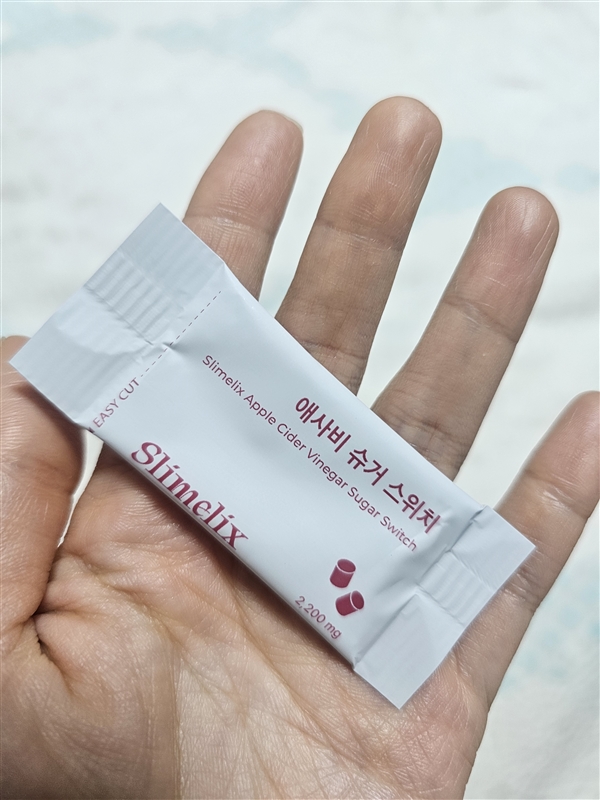 EASY CUT
애사비 슈거 스위치
Slimelix Apple Cider Vinegar Sugar Switch
Slimelix
2,200 mg